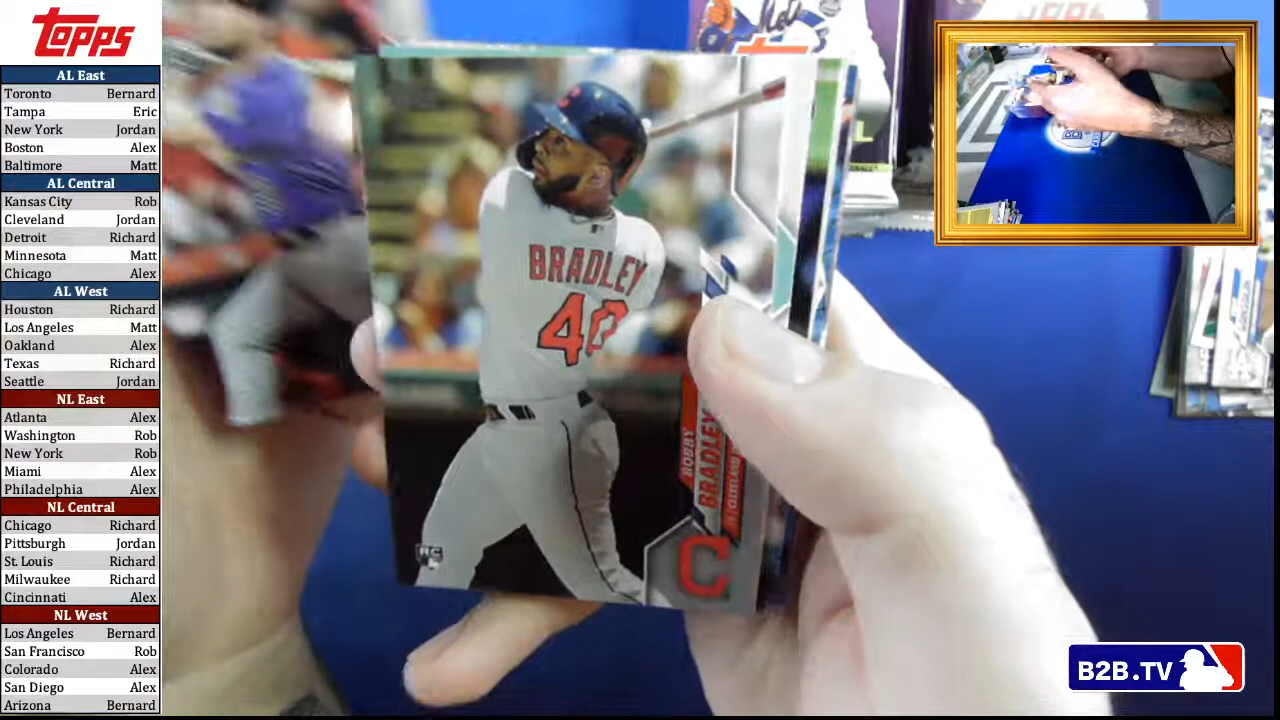 Topps
AL East
Toronto Bernard
Tampa Eric
New York Jordan
Boston Alex
Baltimore Matt
AL Central
Kansas City Rob
Cleveland Jordan
Detroit Richard
Minnesota Matt
Chicago Alex
AL West
Houston Richard
Los Angeles Matt
Oakland Alex
Texas Richard
Seattle Jordan
NL East
Atlanta Alex
Washington Rob
New York Rob
Miami Alex
Philadelphia Alex
NL Central
Chicago Richard
Pittsburgh Jordan
St. Louis Richard
Milwaukee Richard
Cincinnati Alex
NL West
Los Angeles Bernard
San Francisco Rob
Colorado Alex
San Diego Alex
Arizona Bernard
BRADLEY
40
BOBBY
BRADLEY
RC
C
B2B.TV